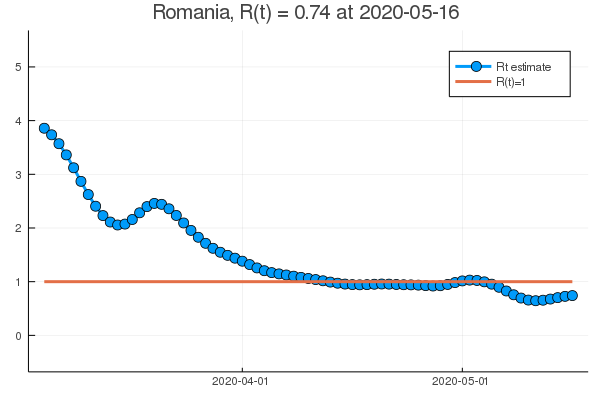 Romania, R(t) = 0.74 at 2020-05-16
5
4
3
2
1
0
Rt estimate
R(t)=1
2020-04-01
2020-05-01